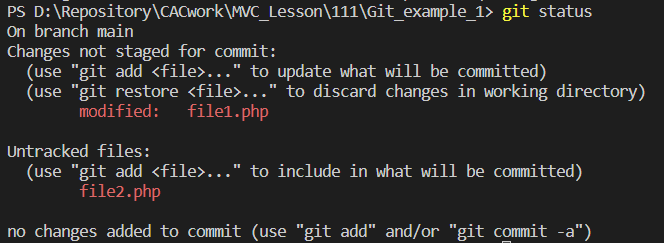 PS D:\Repository\CACwork\MVC_Lesson\111\Git_example_1> git status
On branch main
Changes not staged for commit:
  (use "git add <file>..." to update what will be committed)
  (use "git restore <file>..." to discard changes in working directory)
        modified:   file1.php

Untracked files:
  (use "git add <file>..." to include in what will be committed)
        file2.php

no changes added to commit (use "git add" and/or "git commit -a")